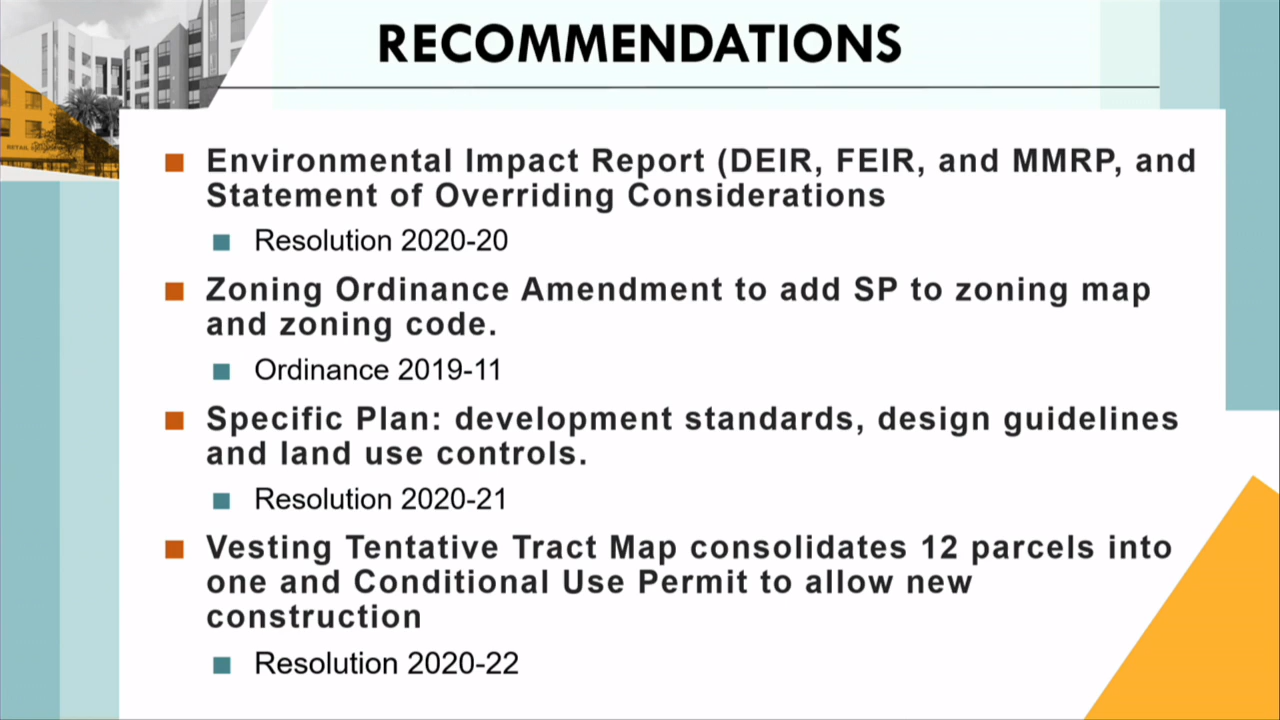 RECOMMENDATIONS
Environmental Impact Report (DEIR, FEIR, and MMRP, and
Statement of Overriding Considerations
Resolution 2020-20
Zoning Ordinance Amendment to add SP to zoning map
and zoning code.
Ordinance 2019-11
Specific Plan: development standards, design guidelines
and land use controls.
Resolution 2020-21
Vesting Tentative Tract Map consolidates 12 parcels into
one and Conditional Use Permit to allow new
construction
Resolution 2020-22